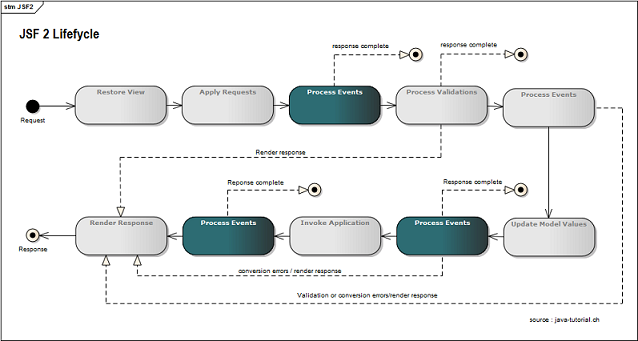 stm JSF2
JSF 2 Lifefycle
response complete
response complete
Restore View
Apply Requests
Process Events
Process Validations
Process Events
Request
Render response
Reponse complete
Response complete
Render Response
Process Events
Invoke Application
Process Events
Update Model Values
Response
conversion errors / render response
Validation or conversion errors/render response
source : java-tutorial.ch